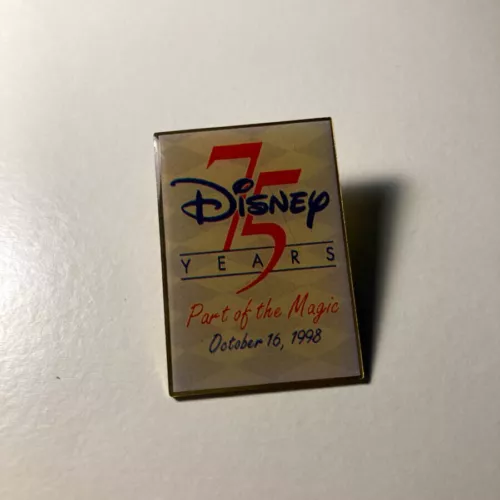 75
Disney
YEARS
Part of the Magic
October 16, 1998